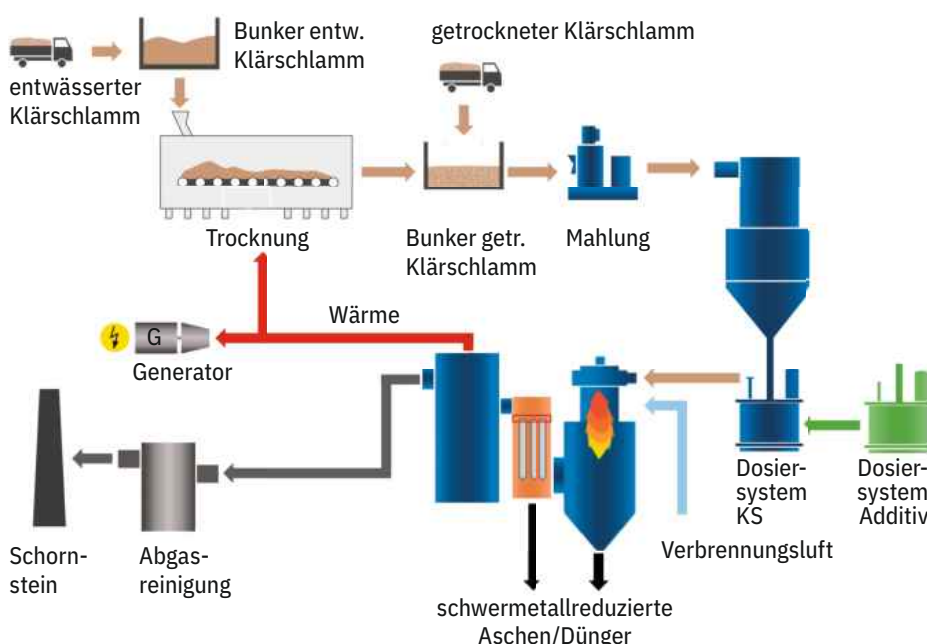 entwässerter
Klärschlamm
Bunker entw.
Klärschlamm
getrockneter Klärschlamm
Trocknung
Bunker getr.
Klärschlamm
Mahlung
Wärme
G
Generator
Schorn-
stein
Abgas-
reinigung
Dosier-
system
KS
Dosier-
system
Additiv
Verbrennungsluft
schwermetallreduzierte
Aschen/Dünger